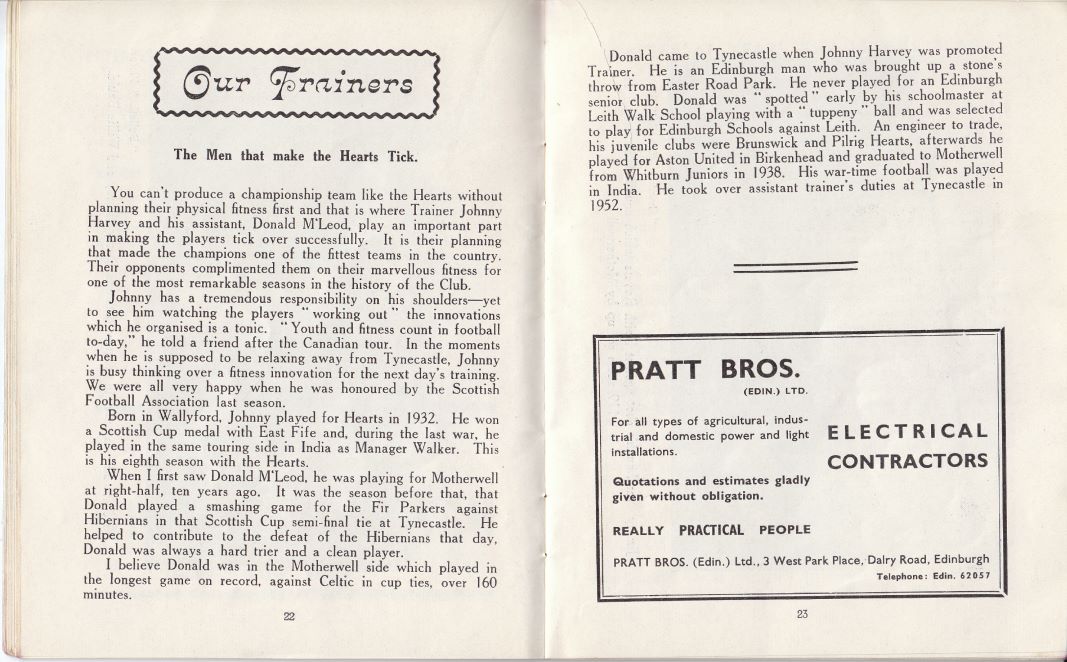 Our Trainers
The Men that make the Hearts Tick.
You can't produce a championship team like the Hearts without
planning their physical fitness first and that is where Trainer Johnny
Harvey and his assistant, Donald M'Leod, play an important part
in making the players tick over successfully. It is their planning
that made the champions one of the fittest teams in the country.
Their opponents complimented them on their marvellous fitness for
one of the most remarkable seasons in the history of the Club.
Johnny has a tremendous responsibility on his shoulders—yet
to see him watching the players "working out" the innovations
which he organised is a tonic. "Youth and fitness count in football
to-day," he told a friend after the Canadian tour. In the moments
when he is supposed to be relaxing away from Tynecastle, Johnny
is busy thinking over a fitness innovation for the next day's training.
We were all very happy when he was honoured by the Scottish
Football Association last season.
Born in Wallyford, Johnny played for Hearts in 1932. He won
a Scottish Cup medal with East Fife and, during the last war, he
played in the same touring side in India as Manager Walker. This
is his eighth season with the Hearts.
When I first saw Donald M'Leod, he was playing for Motherwell
at right-half, ten years ago. It was the season before that, that
Donald played a smashing game for the Fir Parkers against
Hibernians in that Scottish Cup semi-final tie at Tynecastle. He
helped to contribute to the defeat of the Hibernians that day,
Donald was always a hard trier and a clean player.
I believe Donald was in the Motherwell side which played in
the longest game on record, against Celtic in cup ties, over 160
minutes.
22
Donald came to Tynecastle when Johnny Harvey was promoted
Trainer. He is an Edinburgh man who was brought up a stone's
throw from Easter Road Park. He never played for an Edinburgh
senior club. Donald was "spotted" early by his schoolmaster at
Leith Walk School playing with a "tuppeny" ball and was selected
to play for Edinburgh Schools against Leith. An engineer to trade,
his juvenile clubs were Brunswick and Pilrig Hearts, afterwards he
played for Aston United in Birkenhead and graduated to Motherwell
from Whitburn Juniors in 1938. His war-time football was played
in India. He took over assistant trainer's duties at Tynecastle in
1952.
PRATT BROS.
(EDIN.) LTD.
For all types of agricultural, indus-
trial and domestic power and light
installations.
Quotations and estimates gladly
given without obligation.
ELECTRICAL
CONTRACTORS
REALLY PRACTICAL PEOPLE
PRATT BROS. (Edin.) Ltd., 3 West Park Place, Dalry Road, Edinburgh
Telephone: Edin. 62057
23